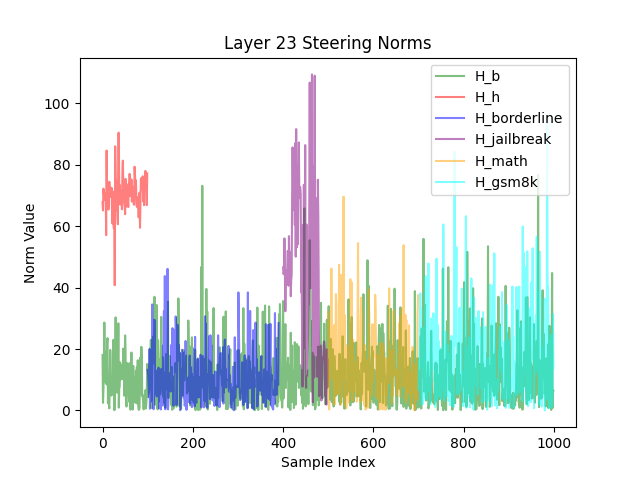 Layer 23 Steering Norms
Norm Value
100
80
60
40
20
0
0
200
400
600
800
1000
Sample Index
H_b
H_h
H_borderline
H_jailbreak
H_math
H_gsm8k